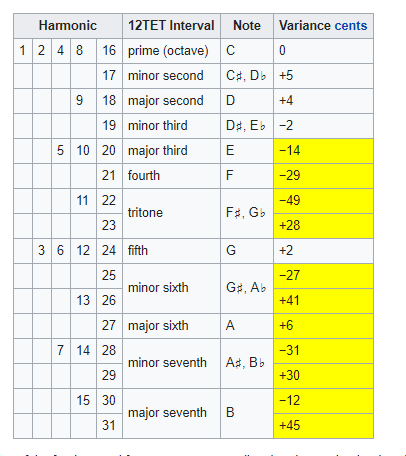 Harmonic 12TET Interval Note Variance cents
1 2 4 8 16 prime (octave) C 0
17 minor second C♯, D♭ +5
9 18 major second D +4
19 minor third D♯, E♭ −2
5 10 20 major third E −14
21 fourth F −29
11 22 tritone F♯, G♭ −49
23 +28
3 6 12 24 fifth G +2
25 minor sixth G♯, A♭ −27
13 26 +41
27 major sixth A +6
7 14 28 minor seventh A♯, B♭ −31
29 +30
15 30 major seventh B −12
31 +45